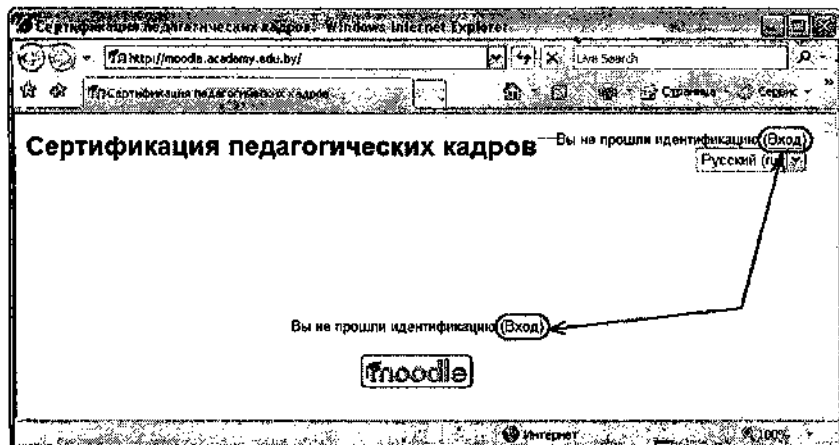 Сертификация педагогических кадров - Windows Internet Explorer
http://moodle.academy.edu.by/
Live Search
Сертификация педагогических кадров
Страница
Сервис
Сертификация педагогических кадров
Вы не прошли идентификацию (Вход)
Русский (ru)
Вы не прошли идентификацию (Вход)
moodle
Интернет
100%